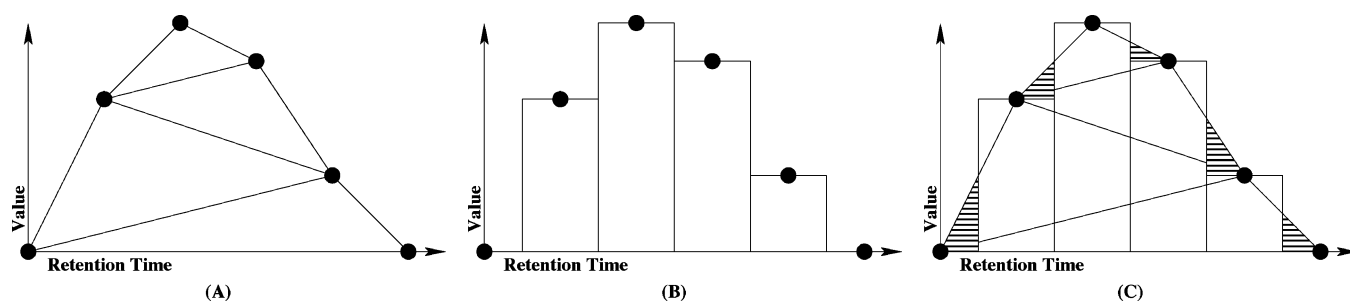 Value
Retention Time
(A)
Value
Retention Time
(B)
Value
Retention Time
(C)